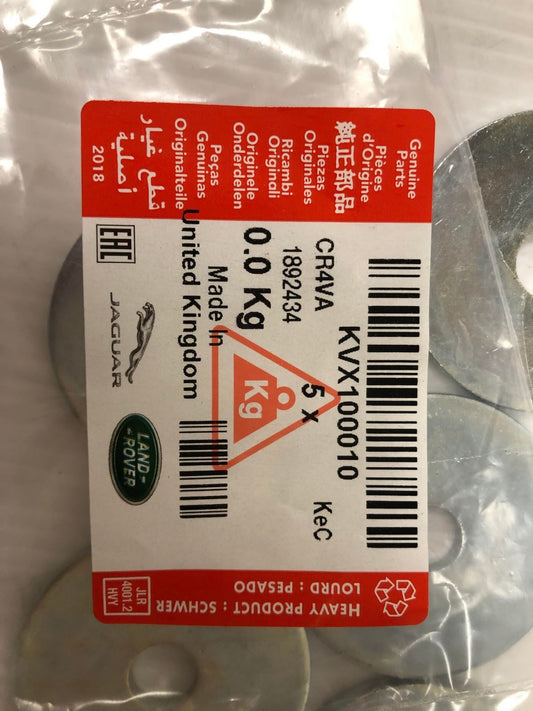 Genuine
Parts
Pièces
d'Origine
純正部品
Piezas
Originales
Ricambi
Originali
Originele
Onderdelen
Peças
Genuinas
Originalteile
قطع غيار
أصلية
2018
KVX100010
CR4VA
5 x
KeC
1892434
0.0 Kg
Kg
Made In
United Kingdom
EAC
JAGUAR
LAND-
-ROVER
HEAVY PRODUCT : SCHWER
LOURD : PESADO
JLR
4001.2
HVY